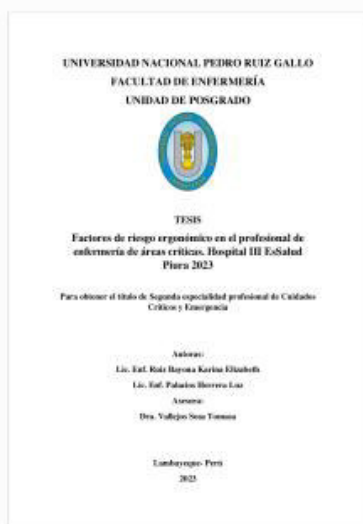 UNIVERSIDAD NACIONAL PEDRO RUIZ GALLO
FACULTAD DE ENFERMERÍA
UNIDAD DE POSGRADO
TESIS
Factores de riesgo ergonómico en el profesional de
enfermería de áreas críticas. Hospital III EsSalud
Piura 2023
Para obtener el título de Segunda especialidad profesional de Cuidados
Críticos y Emergencia
Autoras:
Lic. Enf. Ruiz Bayona Karina Elizabeth
Lic. Enf. Palacios Herrera Luz
Asesora:
Dra. Vallejos Sosa Tomasa
Lambayeque- Perú
2023